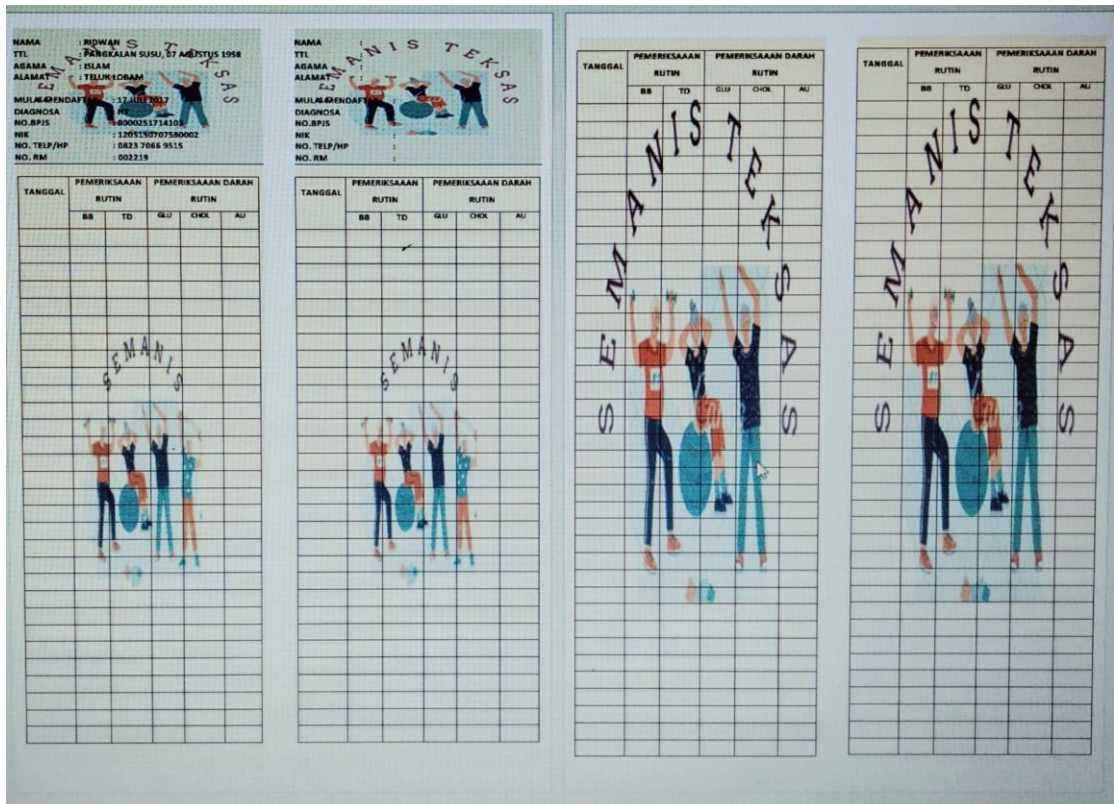 NAMA : RIDWAN
TTL : PANGKALAN SUSU, 07 AGUSTUS 1958
AGAMA : ISLAM
ALAMAT : TELUK LOBAM
MULAI MENDAFTAR : 17 JULI 2017
DIAGNOSA : HT
NO.BPJS : 0000251714103
NIK : 1205150707580002
NO. TELP/HP : 0823 7066 9515
NO. RM : 002219
SEMANIS TEKSAS
TANGGAL PEMERIKSAAAN RUTIN PEMERIKSAAAN DARAH RUTIN
BB TD GLU CHOL AU
SEMANIS
NAMA :
TTL :
AGAMA :
ALAMAT :
MULAI MENDAFTAR :
DIAGNOSA :
NO.BPJS :
NIK :
NO. TELP/HP :
NO. RM :
SEMANIS TEKSAS
TANGGAL PEMERIKSAAAN RUTIN PEMERIKSAAAN DARAH RUTIN
BB TD GLU CHOL AU
SEMANIS
TANGGAL PEMERIKSAAAN RUTIN PEMERIKSAAAN DARAH RUTIN
BB TD GLU CHOL AU
SEMANIS TEKSAS
TANGGAL PEMERIKSAAAN RUTIN PEMERIKSAAAN DARAH RUTIN
BB TD GLU CHOL AU
SEMANIS TEKSAS